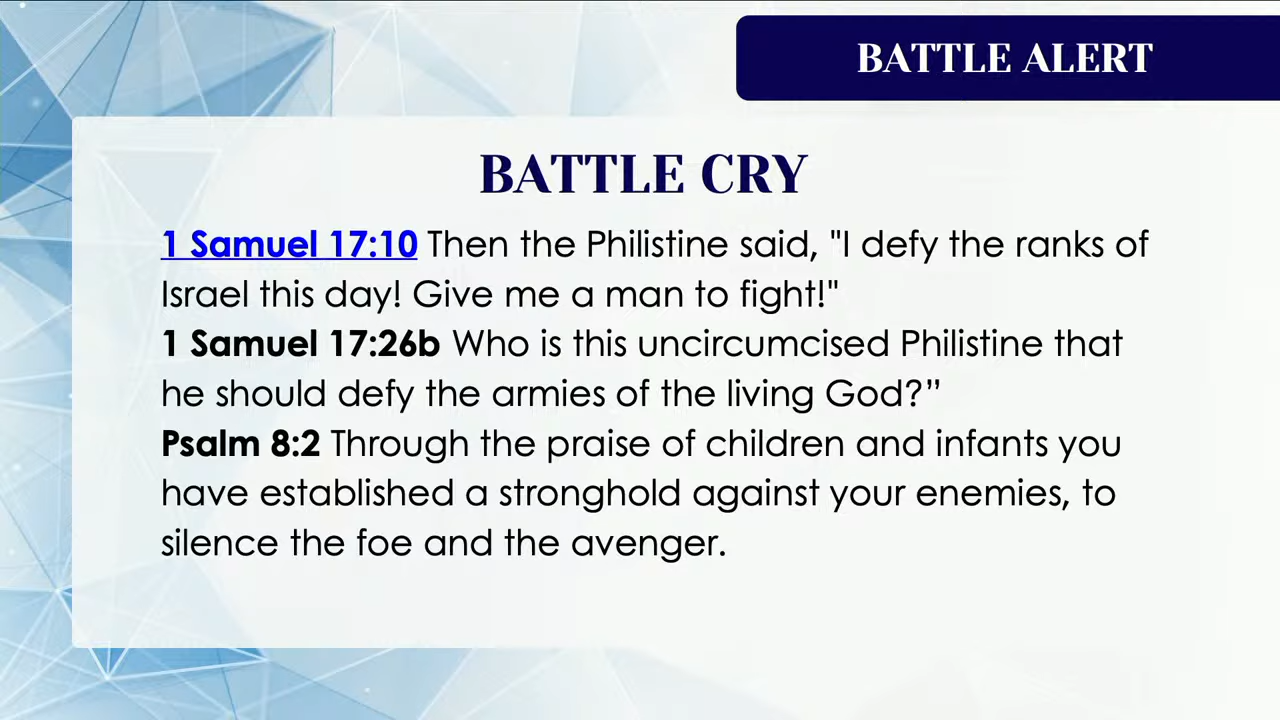 BATTLE ALERT
BATTLE CRY
1 Samuel 17:10 Then the Philistine said, "I defy the ranks of
Israel this day! Give me a man to fight!"
1 Samuel 17:26b Who is this uncircumcised Philistine that
he should defy the armies of the living God?”
Psalm 8:2 Through the praise of children and infants you
have established a stronghold against your enemies, to
silence the foe and the avenger.